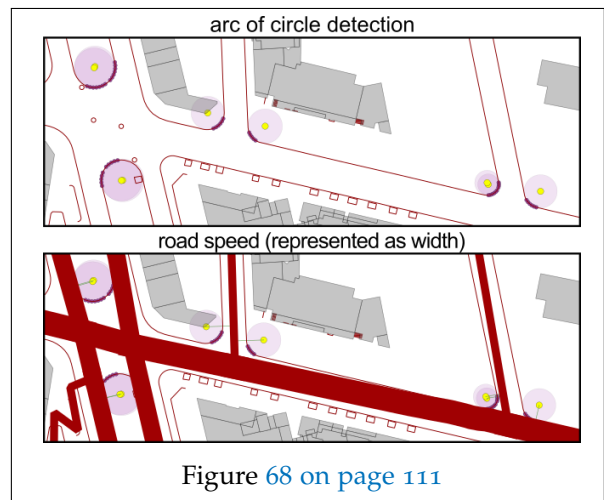 arc of circle detection
road speed (represented as width)
Figure 68 on page 111